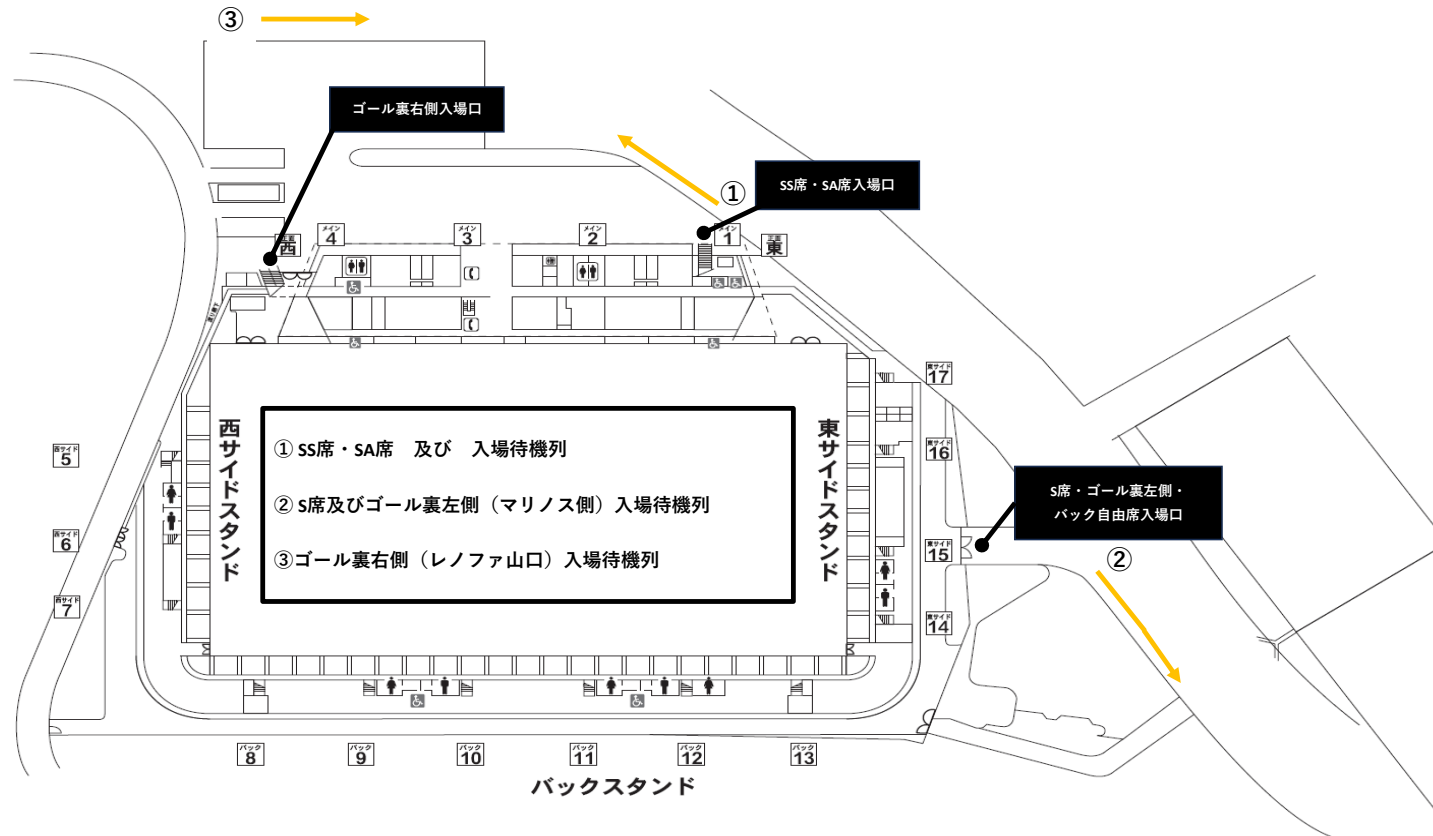 ③
ゴール裏右側入場口
①
SS席・SA席入場口
メイン
4
メイン
3
メイン
2
メイン
1
正面
西
正面
東
東サイド
17
東サイド
16
東サイド
15
東サイド
14
西サイド
5
西サイド
6
西サイド
7
西サイドスタンド
東サイドスタンド
① SS席・SA席 及び 入場待機列
② S席及びゴール裏左側(マリノス側)入場待機列
③ゴール裏右側(レノファ山口)入場待機列
S席・ゴール裏左側・
バック自由席入場口
②
バック
8
バック
9
バック
10
バック
11
バック
12
バック
13
バックスタンド